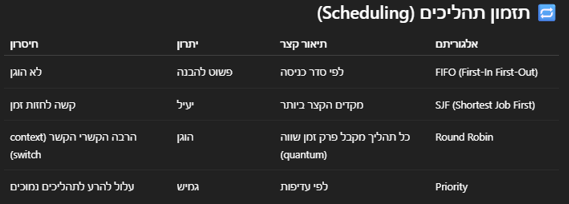 תזמון תהליכים (Scheduling)
אלגוריתם תיאור קצר יתרון חיסרון
FIFO (First-In First-Out) לפי סדר כניסה פשוט להבנה לא הוגן
SJF (Shortest Job First) מקדים הקצר ביותר יעיל קשה לחזות זמן
Round Robin כל תהליך מקבל פרק זמן שווה (quantum) הוגן הרבה הקשרי הקשר (context switch)
Priority לפי עדיפות גמיש עלול להרע לתהליכים נמוכים